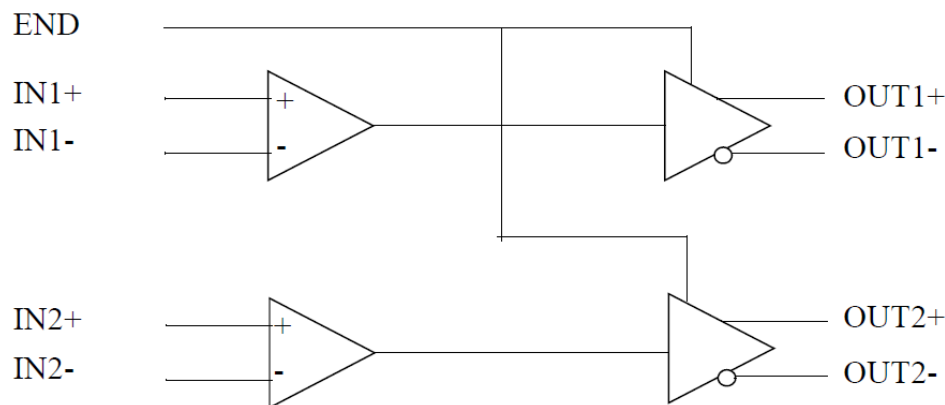 END
IN1+ + OUT1+
IN1- - OUT1-
IN2+ + OUT2+
IN2- - OUT2-